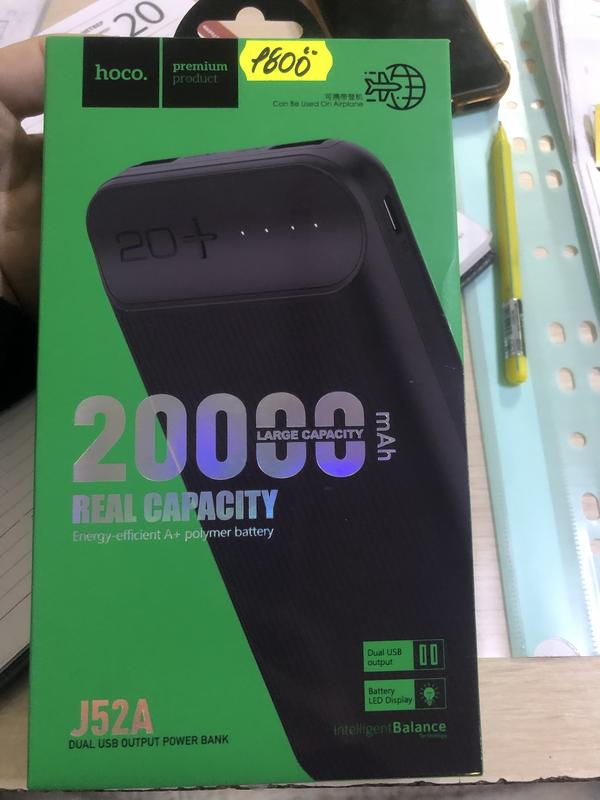 20
hoco.
premium
product
1800
可携带登机
Can Be Used On Airplane
20+
20000 mAh
LARGE CAPACITY
REAL CAPACITY
Energy-efficient A+ polymer battery
Dual USB
output
Battery
LED Display
J52A
DUAL USB OUTPUT POWER BANK
intelligentBalance
Technology